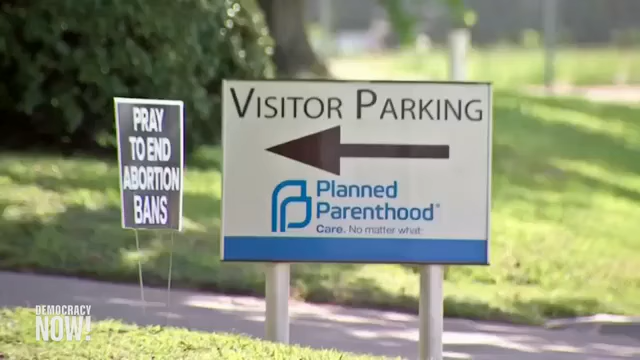 PRAY
TO END
ABORTION
BANS
VISITOR PARKING
Planned
Parenthood®
Care. No matter what.
DEMOCRACY
NOW!